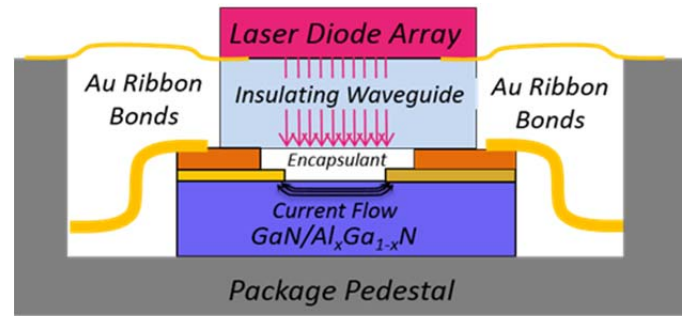 Laser Diode Array
Au Ribbon
Bonds
Insulating Waveguide
Au Ribbon
Bonds
Encapsulant
Current Flow
GaN/AlₓGa₁₋ₓN
Package Pedestal